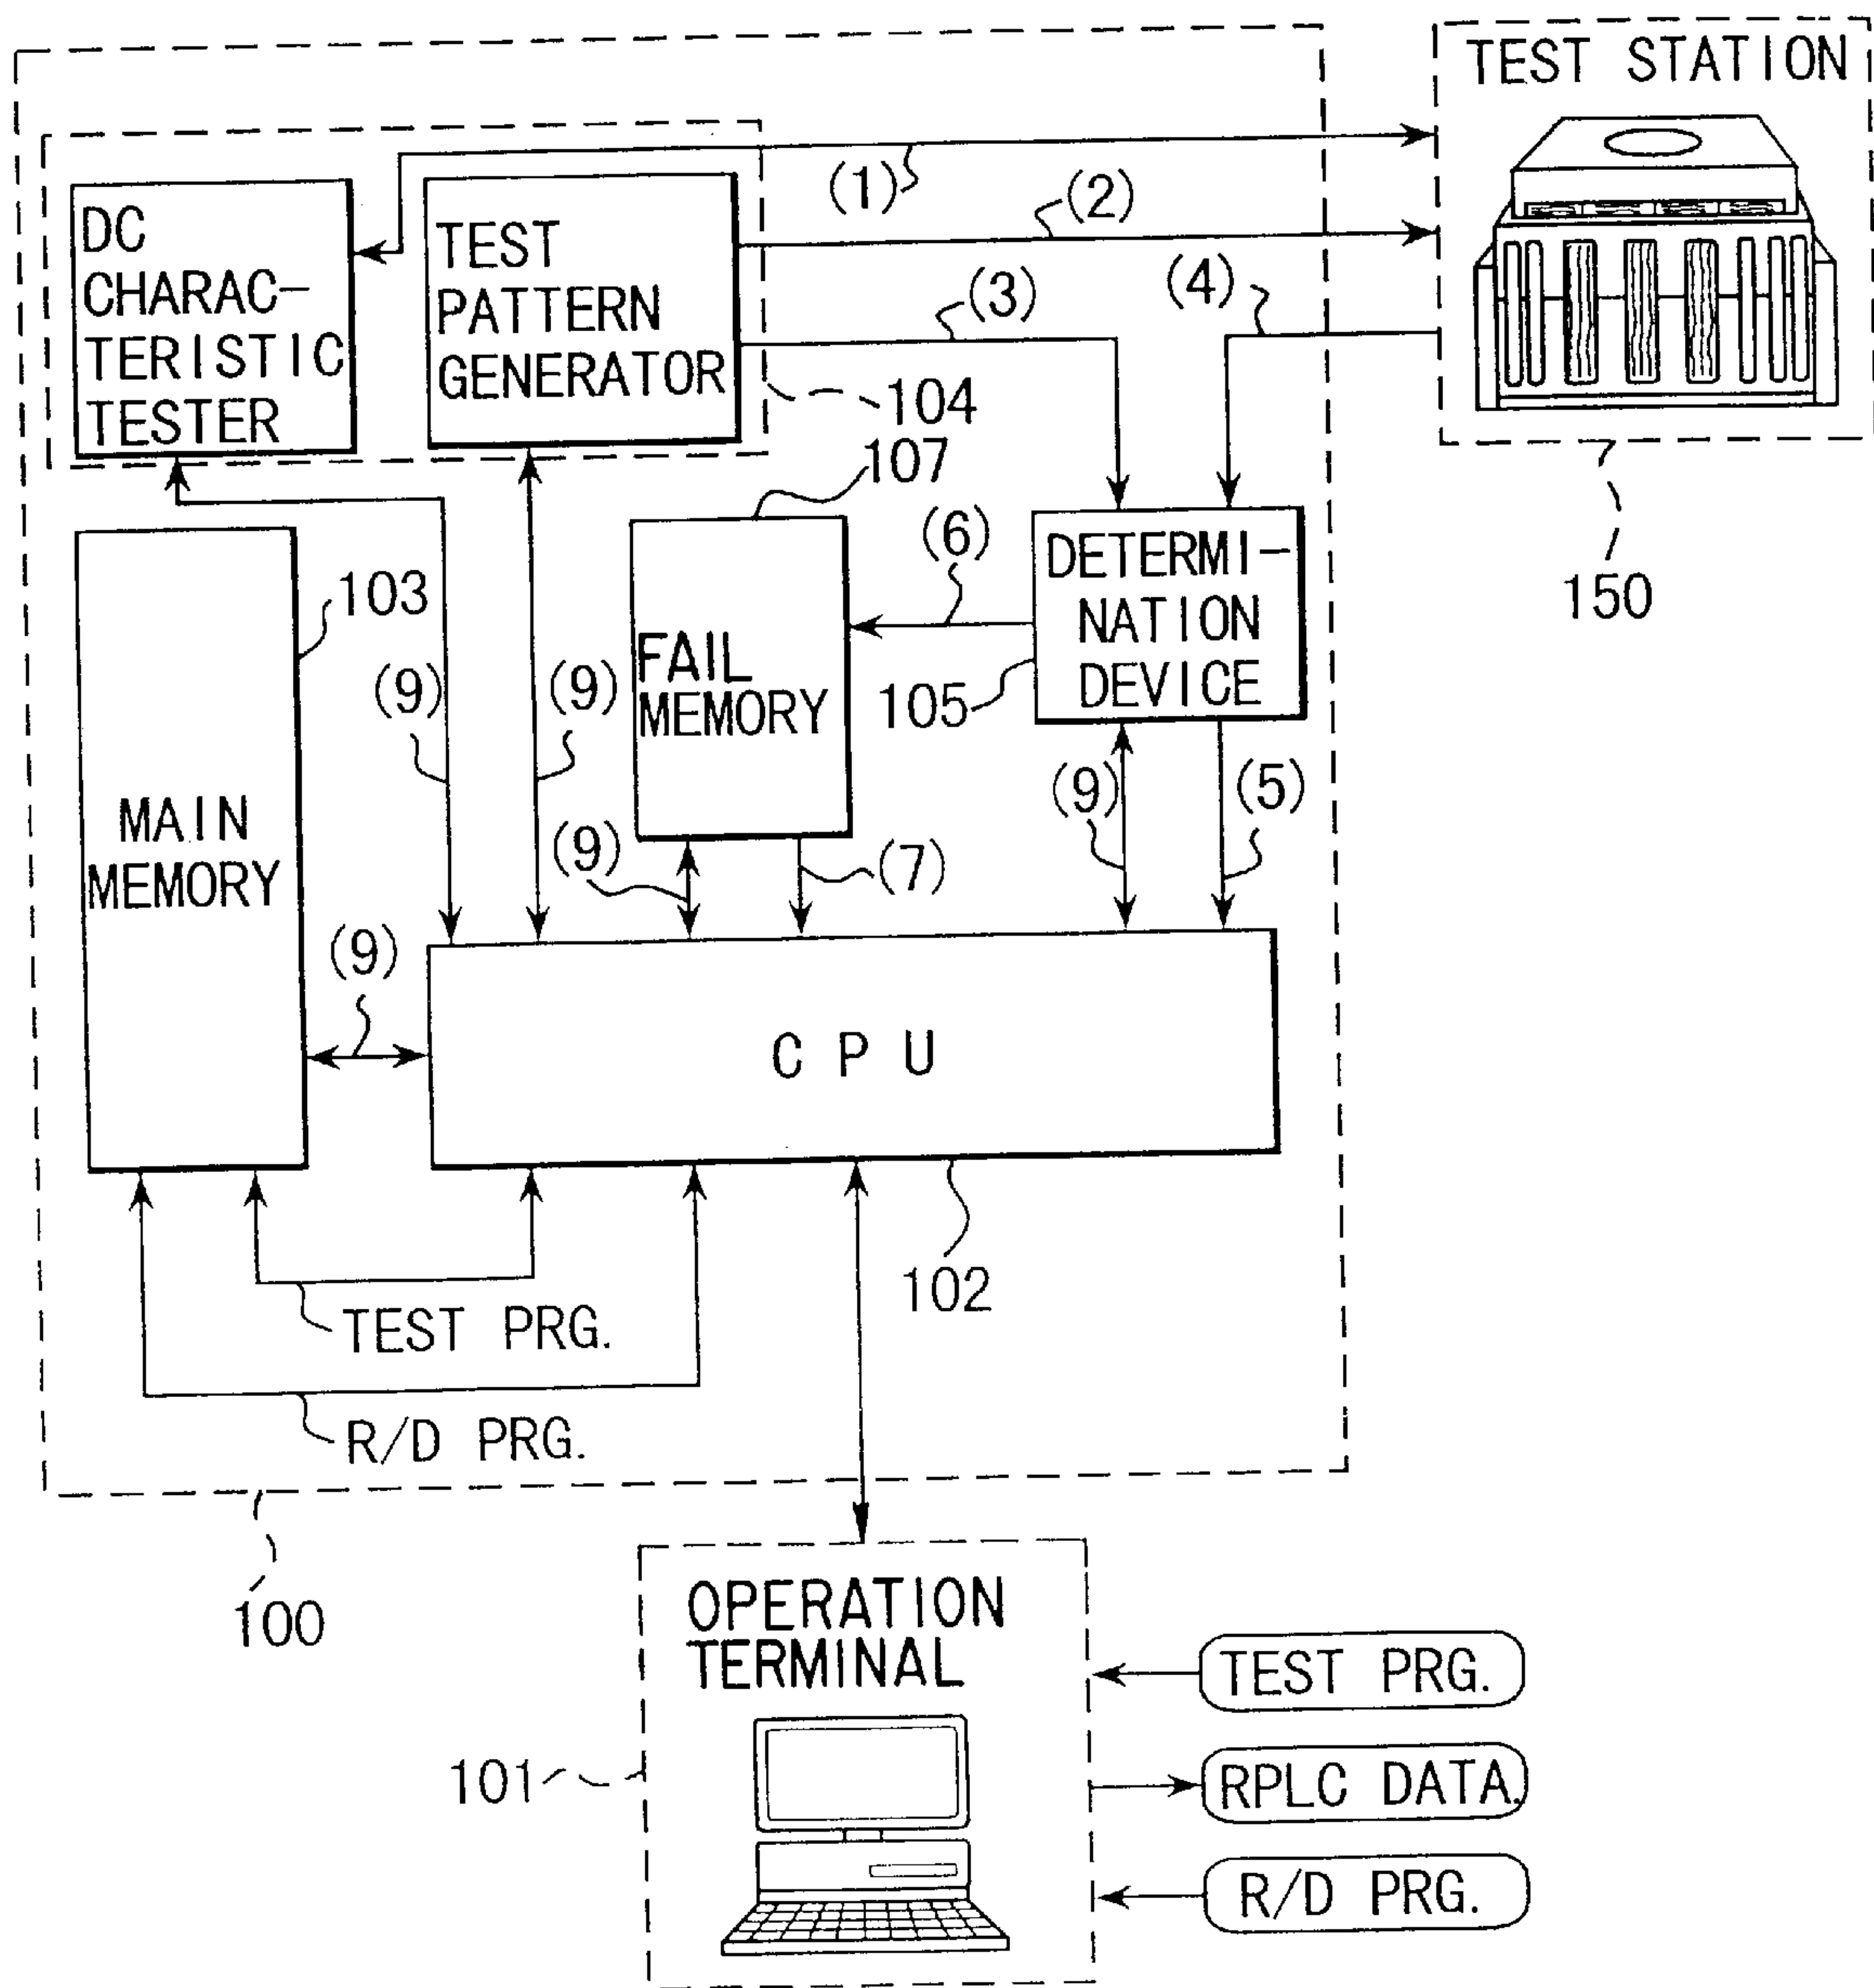 TEST STATION
(1)
(2)
DC
CHARAC-
TERISTIC
TESTER
TEST
PATTERN
GENERATOR
(3)
(4)
104
107
150
103
(6)
DETERMI-
NATION
DEVICE
105
FAIL
MEMORY
(9)
(9)
(9)
(5)
MAIN
MEMORY
(9)
(7)
(9)
CPU
102
TEST PRG.
R/D PRG.
100
OPERATION
TERMINAL
101
TEST PRG.
RPLC DATA.
R/D PRG.